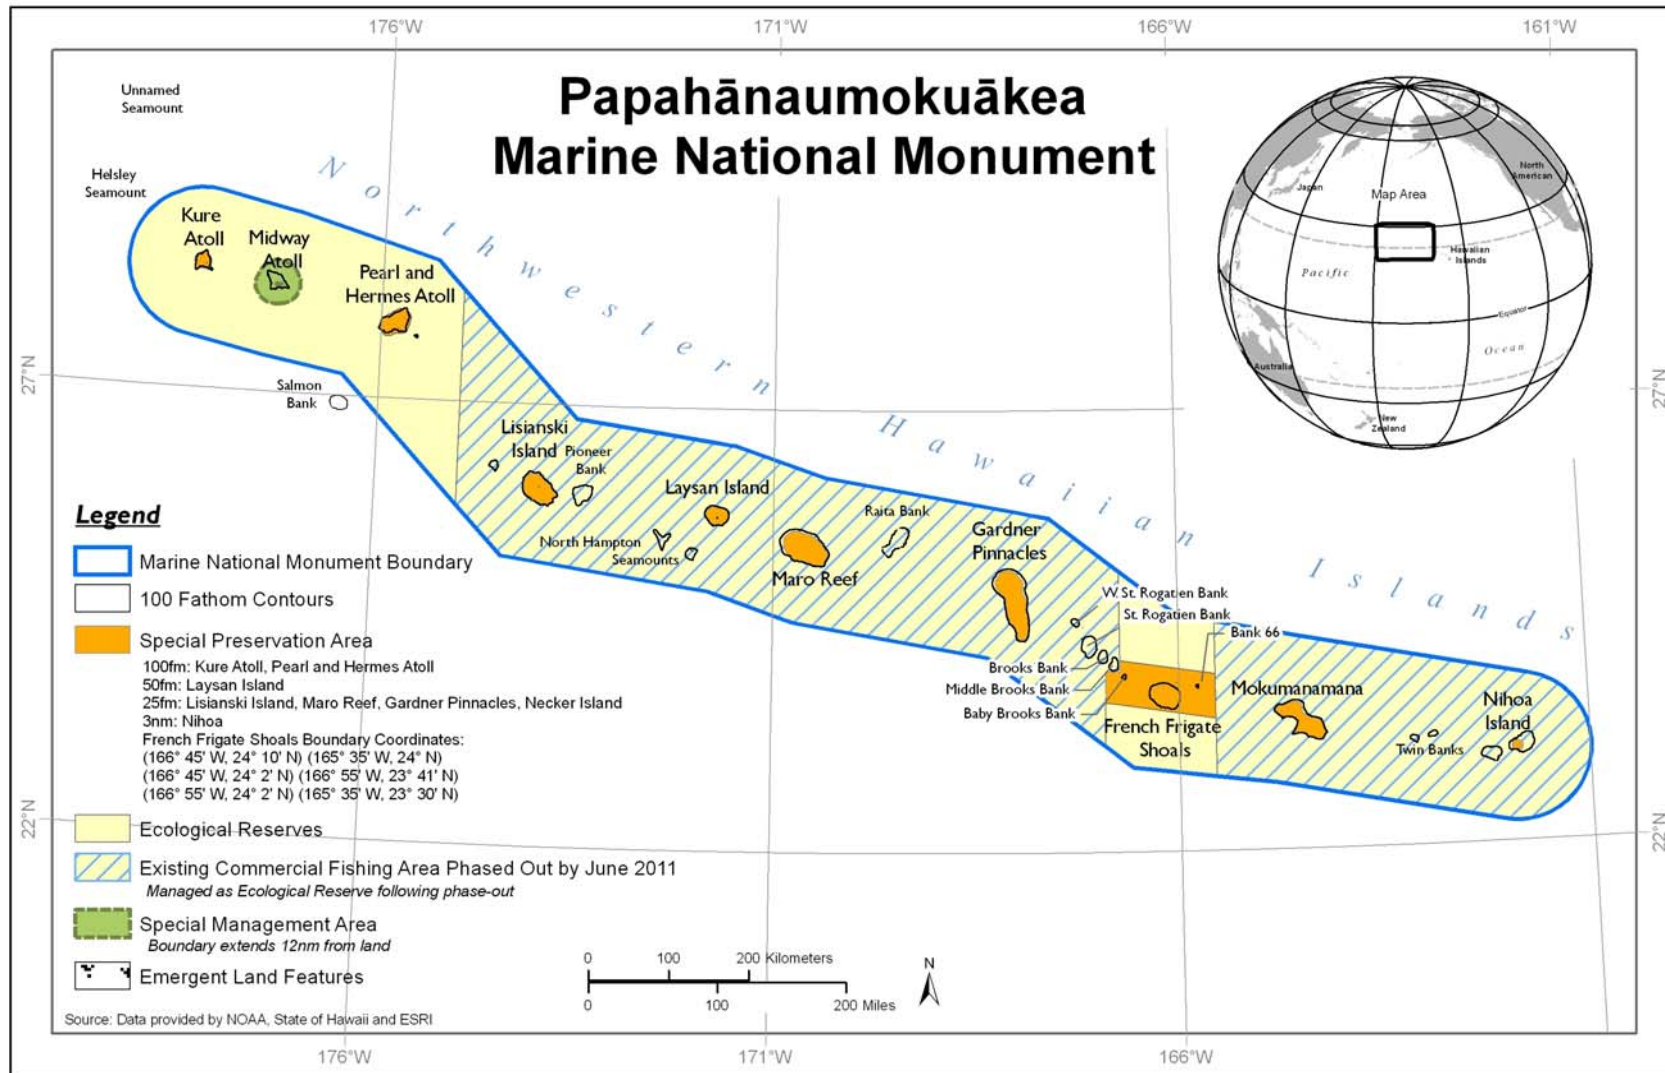 176°W
171°W
166°W
161°W
Papahānaumokuākea
Marine National Monument
Unnamed
Seamount
Helsley
Seamount
Kure
Atoll
Midway
Atoll
Pearl and
Hermes Atoll
Northwestern Hawaiian Islands
North
American
Japan
Map Area
Hawaiian
Islands
Pacific
Equator
Ocean
Australia
New
Zealand
27°N
27°N
Salmon
Bank
Lisianski
Island
Pioneer
Bank
Laysan Island
North Hampton
Seamounts
Maro Reef
Raita Bank
Gardner
Pinnacles
W. St. Rogatien Bank
St. Rogatien Bank
Bank 66
Brooks Bank
Middle Brooks Bank
Baby Brooks Bank
French Frigate
Shoals
Mokumanamana
Nihoa
Island
Twin Banks
Legend
Marine National Monument Boundary
100 Fathom Contours
Special Preservation Area
100fm: Kure Atoll, Pearl and Hermes Atoll
50fm: Laysan Island
25fm: Lisianski Island, Maro Reef, Gardner Pinnacles, Necker Island
3nm: Nihoa
French Frigate Shoals Boundary Coordinates:
(166° 45' W, 24° 10' N) (165° 35' W, 24° N)
(166° 45' W, 24° 2' N) (166° 55' W, 23° 41' N)
(166° 55' W, 24° 2' N) (165° 35' W, 23° 30' N)
Ecological Reserves
Existing Commercial Fishing Area Phased Out by June 2011
Managed as Ecological Reserve following phase-out
Special Management Area
Boundary extends 12nm from land
Emergent Land Features
22°N
22°N
0 100 200 Kilometers
0 100 200 Miles
N
Source: Data provided by NOAA, State of Hawaii and ESRI
176°W
171°W
166°W